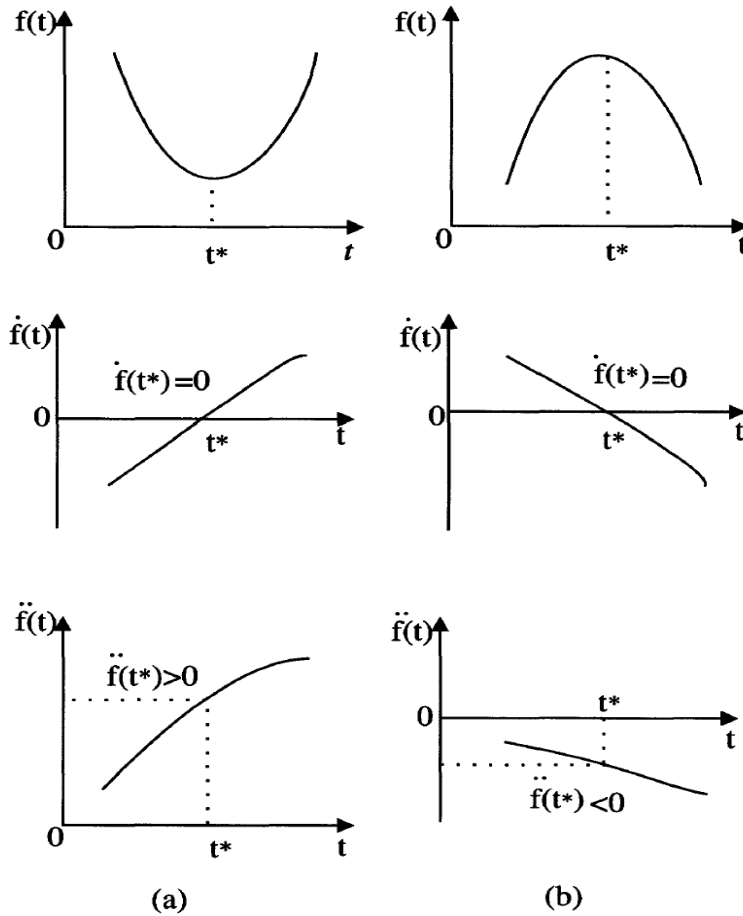 f(t)
0
t*
t
f(t)
0
t*
t
ḟ(t)
ḟ(t*)=0
0
t*
t
ḟ(t)
ḟ(t*)=0
0
t*
t
f̈(t)
f̈(t*)>0
0
t*
t
f̈(t)
t*
0
t
f̈(t*)<0
(a)
(b)